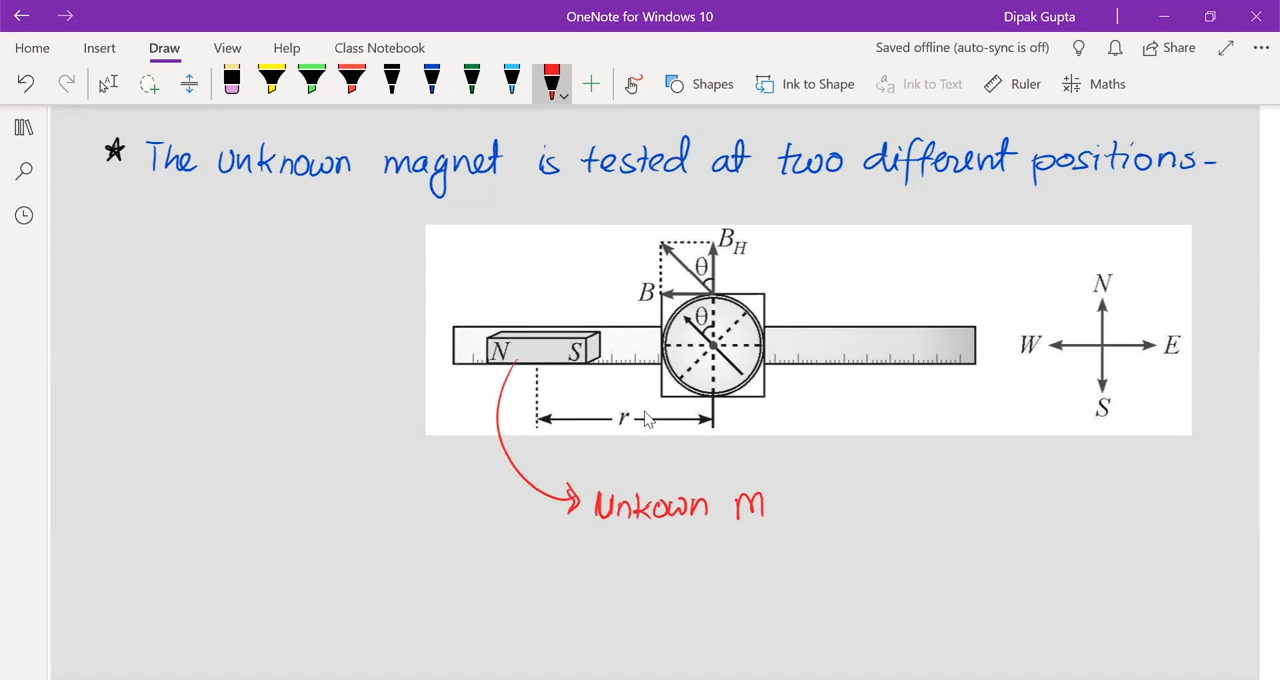 OneNote for Windows 10
Dipak Gupta
Home Insert Draw View Help Class Notebook
Saved offline (auto-sync is off)
Share
Shapes Ink to Shape Ink to Text Ruler Maths
The unknown magnet is tested at two different positions-
B_H
θ
B
θ
N S
r
N
W E
S
Unkown M